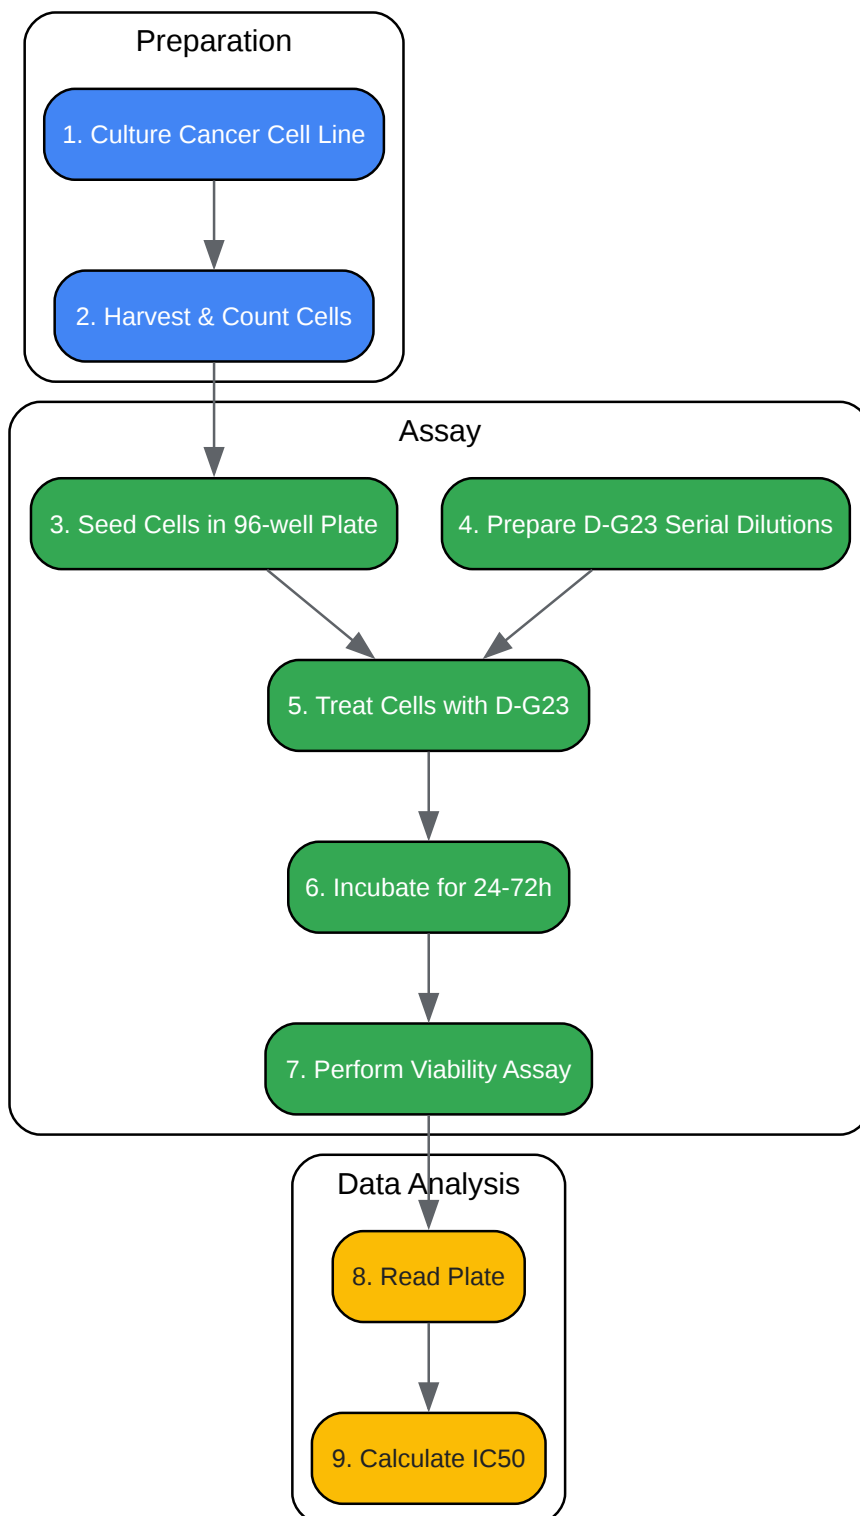 Preparation
1. Culture Cancer Cell Line
2. Harvest & Count Cells
Assay
3. Seed Cells in 96-well Plate
4. Prepare D-G23 Serial Dilutions
5. Treat Cells with D-G23
6. Incubate for 24-72h
7. Perform Viability Assay
Data Analysis
8. Read Plate
9. Calculate IC50